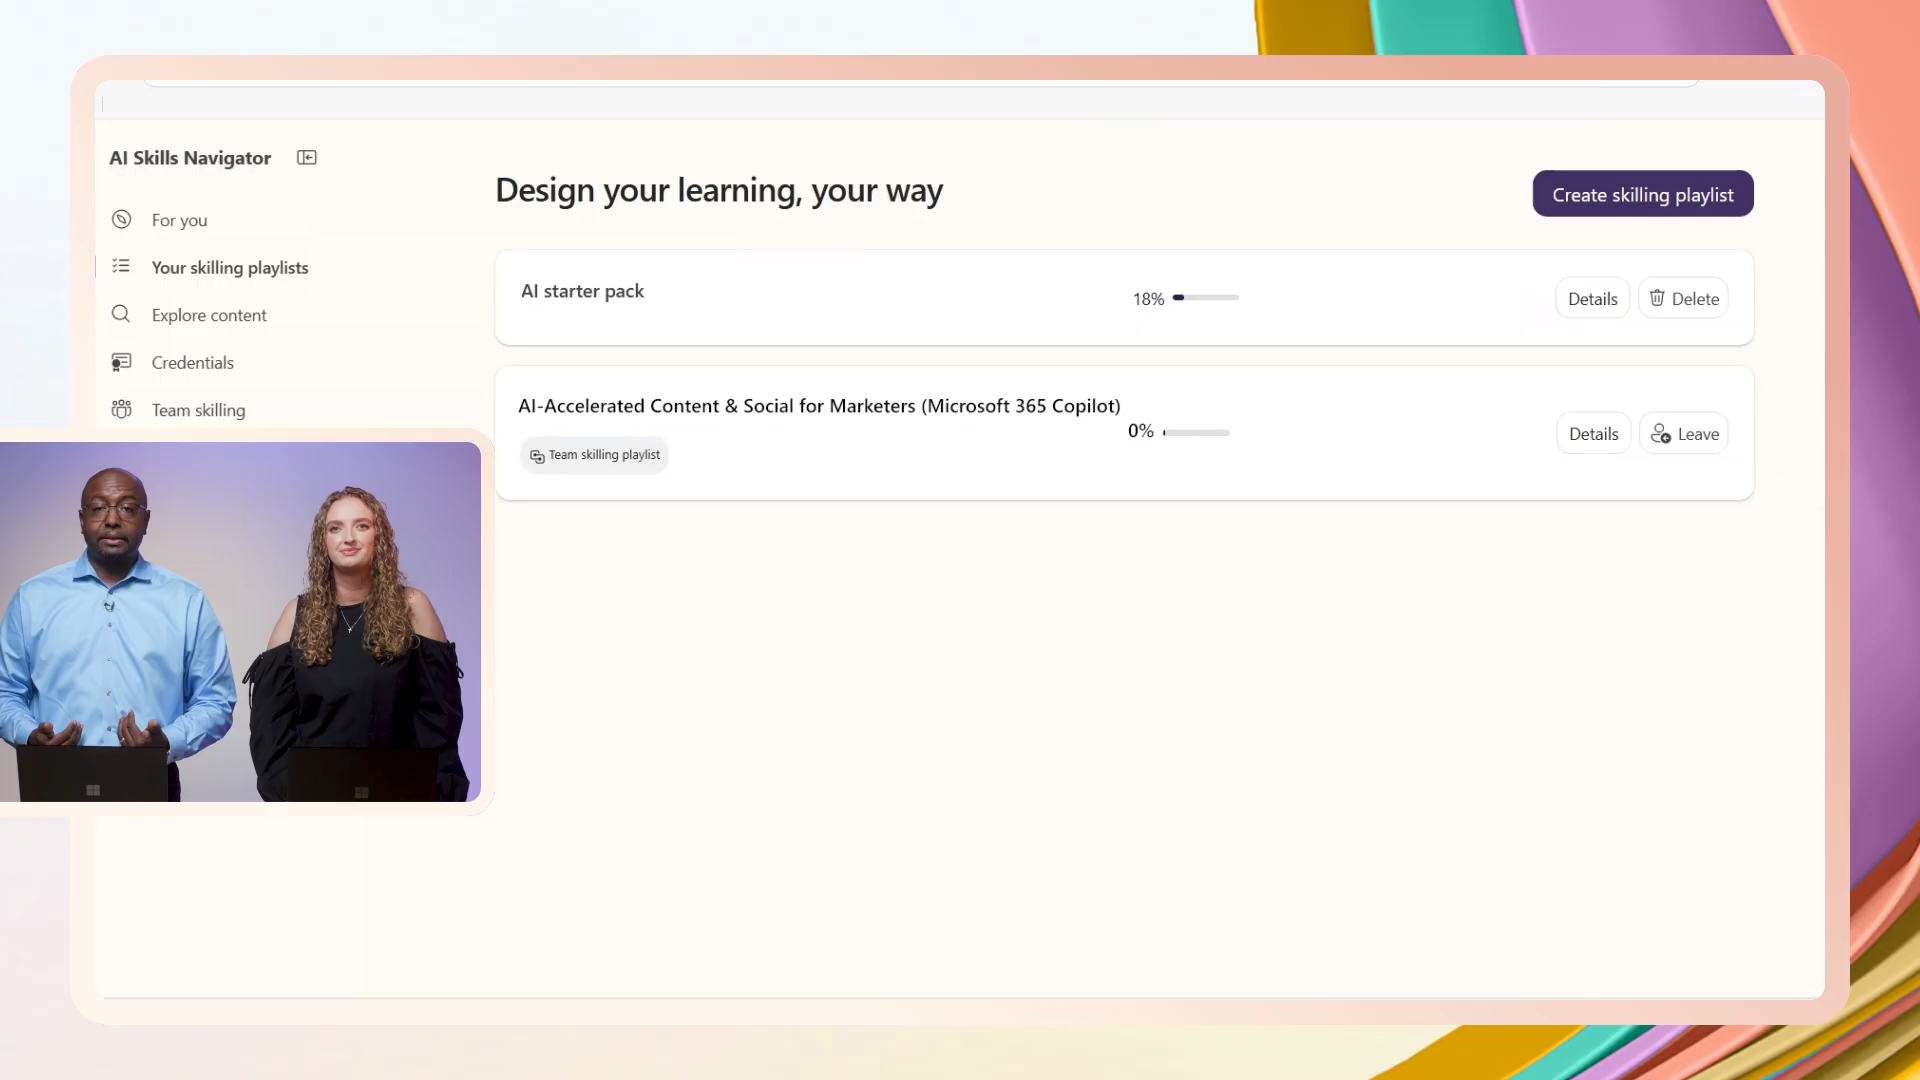 AI Skills Navigator
For you
Your skilling playlists
Explore content
Credentials
Team skilling
Design your learning, your way
Create skilling playlist
AI starter pack
18%
Details
Delete
AI-Accelerated Content & Social for Marketers (Microsoft 365 Copilot)
0%
Team skilling playlist
Details
Leave